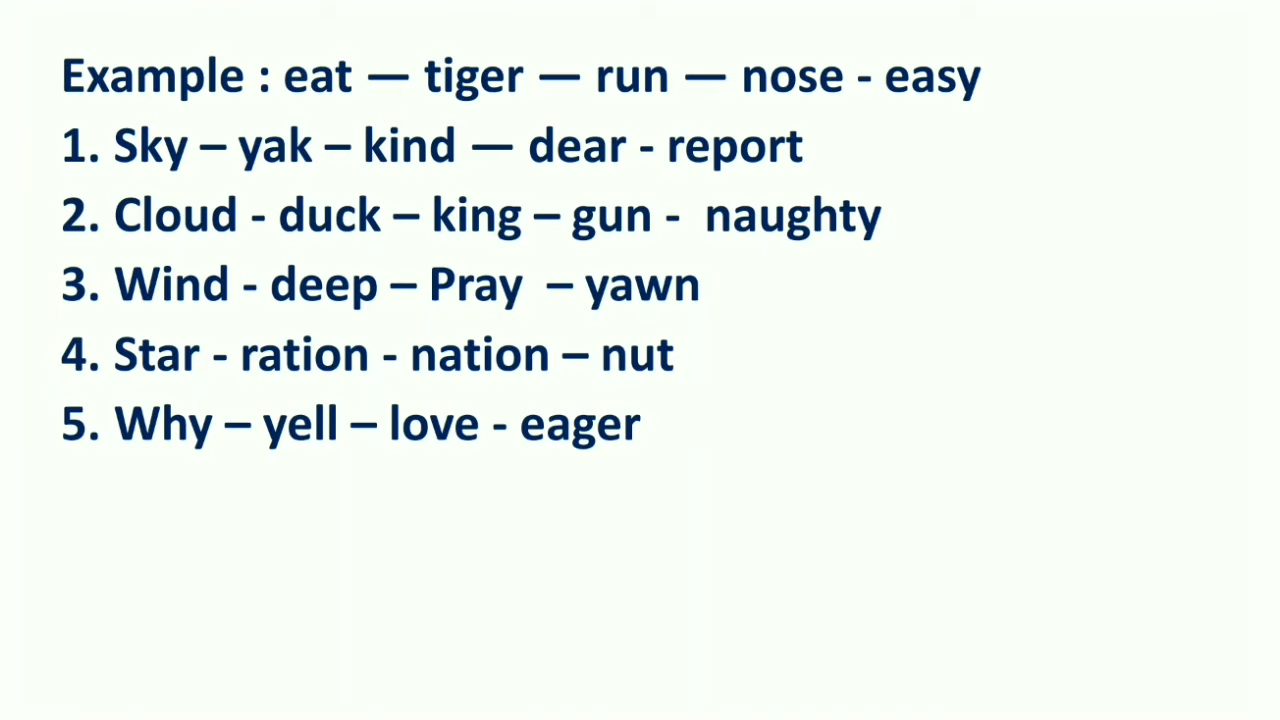 Example : eat — tiger — run — nose - easy
1. Sky – yak – kind — dear - report
2. Cloud - duck – king – gun -  naughty
3. Wind - deep – Pray  – yawn
4. Star - ration - nation – nut
5. Why – yell – love - eager